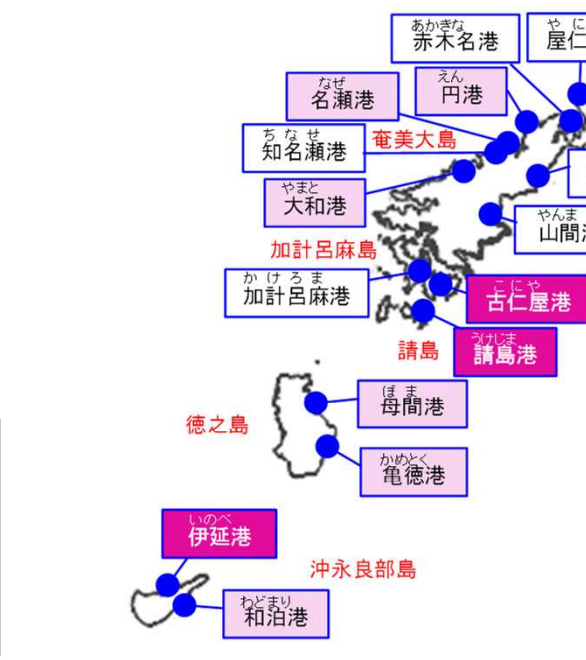 あかきな
赤木名港
やに
屋仁
なぜ
名瀬港
えん
円港
ちなせ
知名瀬港
奄美大島
やまと
大和港
やんま
山間
加計呂麻島
かけろま
加計呂麻港
こにや
古仁屋港
請島
うけじま
請島港
徳之島
ぼま
母間港
かめとく
亀徳港
いのべ
伊延港
沖永良部島
わどまり
和泊港